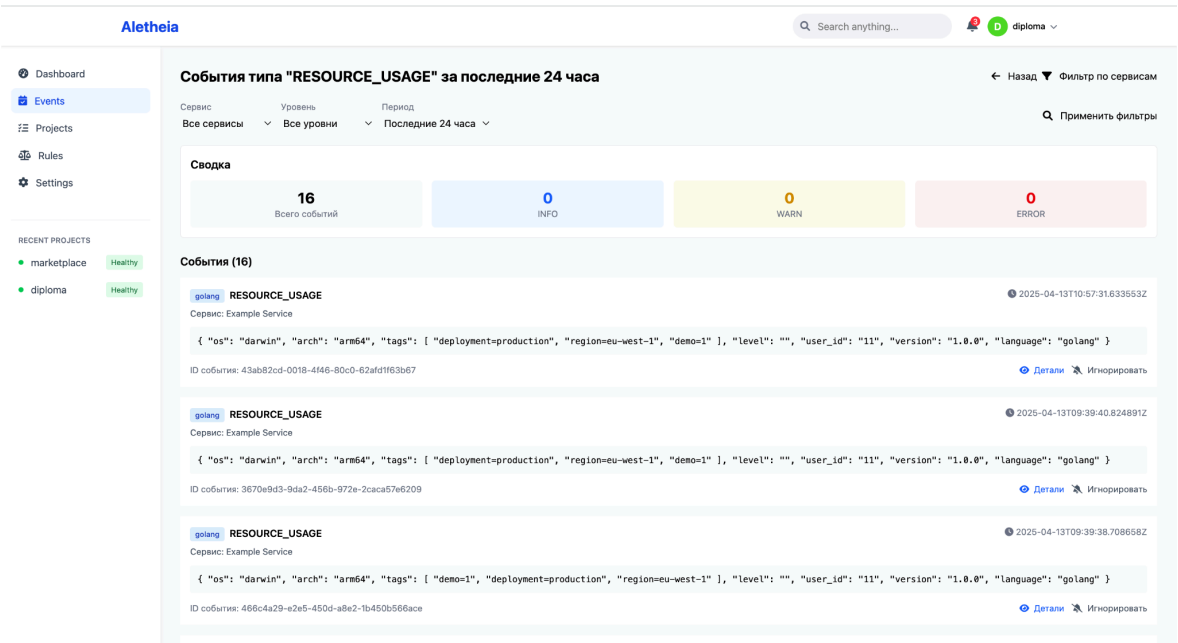 Aletheia
Search anything...
3
D
diploma
Dashboard
Events
Projects
Rules
Settings
RECENT PROJECTS
marketplace Healthy
diploma Healthy
События типа "RESOURCE_USAGE" за последние 24 часа
Назад Фильтр по сервисам
Сервис Уровень Период
Все сервисы Все уровни Последние 24 часа
Применить фильтры
Сводка
16 0 0 0
Всего событий INFO WARN ERROR
События (16)
golang RESOURCE_USAGE 2025-04-13T10:57:31.633553Z
Сервис: Example Service
{ "os": "darwin", "arch": "arm64", "tags": [ "deployment=production", "region=eu-west-1", "demo=1" ], "level": "", "user_id": "11", "version": "1.0.0", "language": "golang" }
ID события: 43ab82cd-0018-4f46-80c0-62afd1f63b67 Детали Игнорировать
golang RESOURCE_USAGE 2025-04-13T09:39:40.824891Z
Сервис: Example Service
{ "os": "darwin", "arch": "arm64", "tags": [ "deployment=production", "region=eu-west-1", "demo=1" ], "level": "", "user_id": "11", "version": "1.0.0", "language": "golang" }
ID события: 3670e9d3-9da2-456b-972e-2caca57e6209 Детали Игнорировать
golang RESOURCE_USAGE 2025-04-13T09:39:38.708658Z
Сервис: Example Service
{ "os": "darwin", "arch": "arm64", "tags": [ "demo=1", "deployment=production", "region=eu-west-1" ], "level": "", "user_id": "11", "version": "1.0.0", "language": "golang" }
ID события: 466c4a29-e2e5-450d-a8e2-1b450b566ace Детали Игнорировать